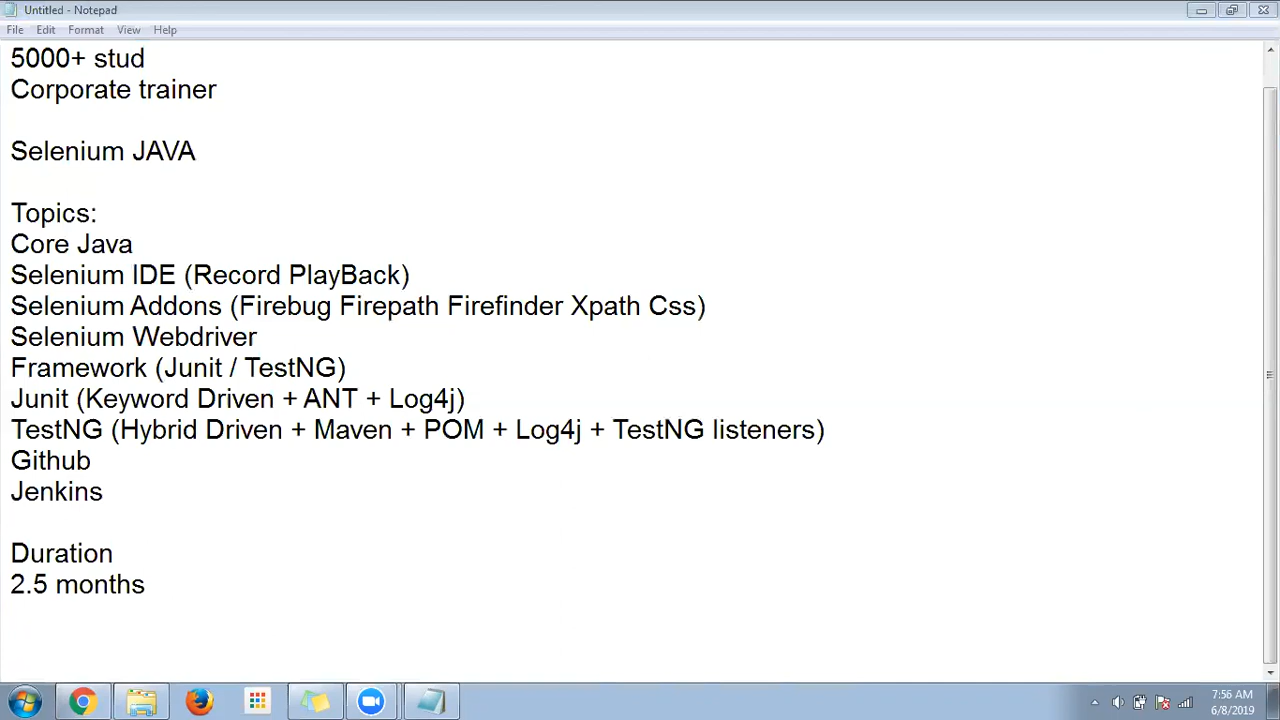 Untitled - Notepad
File Edit Format View Help
5000+ stud
Corporate trainer
Selenium JAVA
Topics:
Core Java
Selenium IDE (Record PlayBack)
Selenium Addons (Firebug Firepath Firefinder Xpath Css)
Selenium Webdriver
Framework (Junit / TestNG)
Junit (Keyword Driven + ANT + Log4j)
TestNG (Hybrid Driven + Maven + POM + Log4j + TestNG listeners)
Github
Jenkins
Duration
2.5 months
7:56 AM
6/8/2019